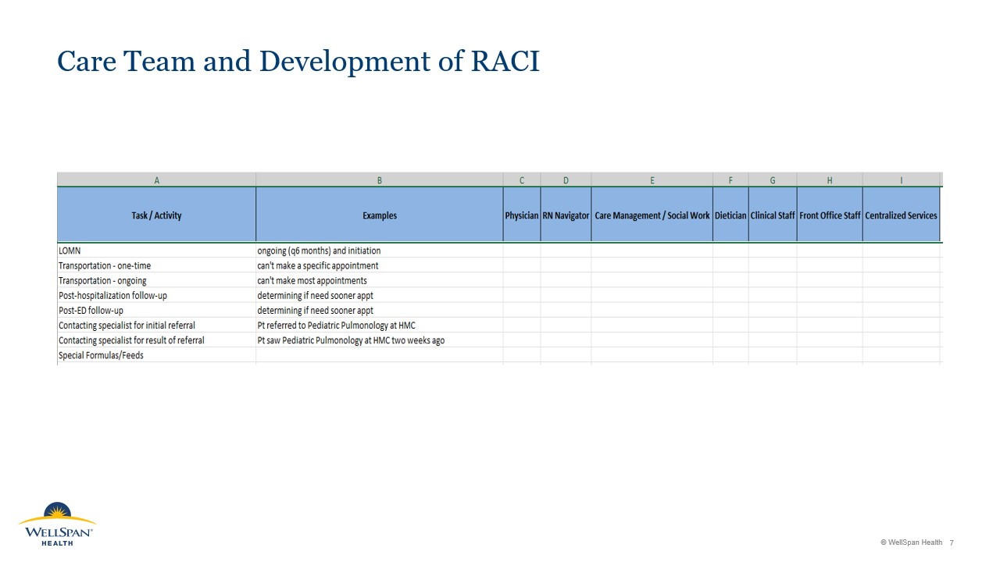 Care Team and Development of RACI
A B C D E F G H I
Task / Activity Examples Physician RN Navigator Care Management / Social Work Dietician Clinical Staff Front Office Staff Centralized Services
LOMN ongoing (q6 months) and initiation
Transportation - one-time can't make a specific appointment
Transportation - ongoing can't make most appointments
Post-hospitalization follow-up determining if need sooner appt
Post-ED follow-up determining if need sooner appt
Contacting specialist for initial referral Pt referred to Pediatric Pulmonology at HMC
Contacting specialist for result of referral Pt saw Pediatric Pulmonology at HMC two weeks ago
Special Formulas/Feeds
WELLSPAN®
HEALTH
© WellSpan Health 7